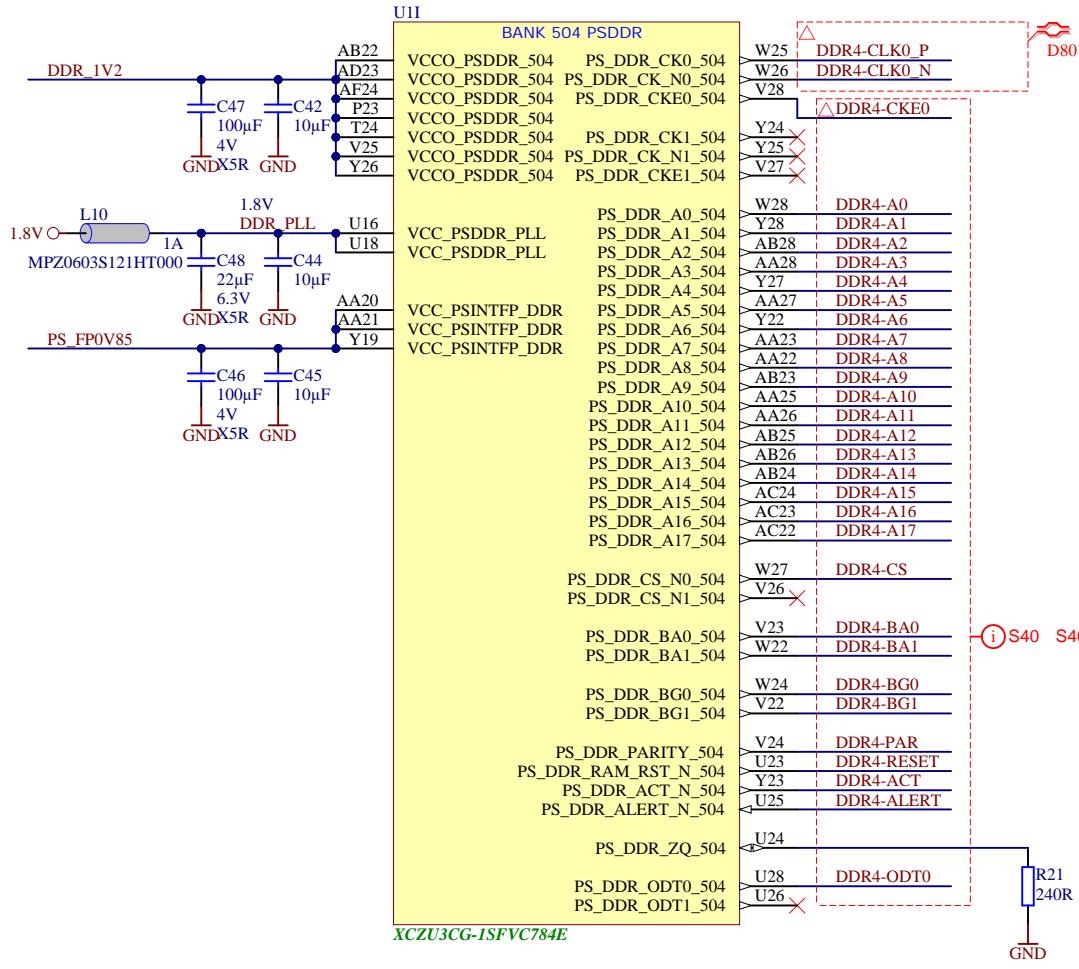 U1I
BANK 504 PSDDR
DDR_1V2
C47
100µF
4V
X5R
GND
C42
10µF
GND
AB22 VCCO_PSDDR_504
AD23 VCCO_PSDDR_504
AF24 VCCO_PSDDR_504
P23 VCCO_PSDDR_504
T24 VCCO_PSDDR_504
V25 VCCO_PSDDR_504
Y26 VCCO_PSDDR_504
1.8V
L10
1A
MPZ0603S121HT000
1.8V
DDR_PLL
C48
22µF
6.3V
X5R
GND
C44
10µF
GND
U16 VCC_PSDDR_PLL
U18 VCC_PSDDR_PLL
PS_FP0V85
C46
100µF
4V
X5R
GND
C45
10µF
GND
AA20 VCC_PSINTFP_DDR
AA21 VCC_PSINTFP_DDR
Y19 VCC_PSINTFP_DDR
PS_DDR_CK0_504 W25 DDR4-CLK0_P
PS_DDR_CK_N0_504 W26 DDR4-CLK0_N
PS_DDR_CKE0_504 V28 DDR4-CKE0
D80
PS_DDR_CK1_504 Y24
PS_DDR_CK_N1_504 Y25
PS_DDR_CKE1_504 V27
PS_DDR_A0_504 W28 DDR4-A0
PS_DDR_A1_504 Y28 DDR4-A1
PS_DDR_A2_504 AB28 DDR4-A2
PS_DDR_A3_504 AA28 DDR4-A3
PS_DDR_A4_504 Y27 DDR4-A4
PS_DDR_A5_504 AA27 DDR4-A5
PS_DDR_A6_504 Y22 DDR4-A6
PS_DDR_A7_504 AA23 DDR4-A7
PS_DDR_A8_504 AA22 DDR4-A8
PS_DDR_A9_504 AB23 DDR4-A9
PS_DDR_A10_504 AA25 DDR4-A10
PS_DDR_A11_504 AA26 DDR4-A11
PS_DDR_A12_504 AB25 DDR4-A12
PS_DDR_A13_504 AB26 DDR4-A13
PS_DDR_A14_504 AB24 DDR4-A14
PS_DDR_A15_504 AC24 DDR4-A15
PS_DDR_A16_504 AC23 DDR4-A16
PS_DDR_A17_504 AC22 DDR4-A17
PS_DDR_CS_N0_504 W27 DDR4-CS
PS_DDR_CS_N1_504 V26
PS_DDR_BA0_504 V23 DDR4-BA0
PS_DDR_BA1_504 W22 DDR4-BA1
i S40
PS_DDR_BG0_504 W24 DDR4-BG0
PS_DDR_BG1_504 V22 DDR4-BG1
PS_DDR_PARITY_504 V24 DDR4-PAR
PS_DDR_RAM_RST_N_504 U23 DDR4-RESET
PS_DDR_ACT_N_504 Y23 DDR4-ACT
PS_DDR_ALERT_N_504 U25 DDR4-ALERT
PS_DDR_ZQ_504 U24
PS_DDR_ODT0_504 U28 DDR4-ODT0
PS_DDR_ODT1_504 U26
R21
240R
GND
XCZU3CG-1SFVC784E